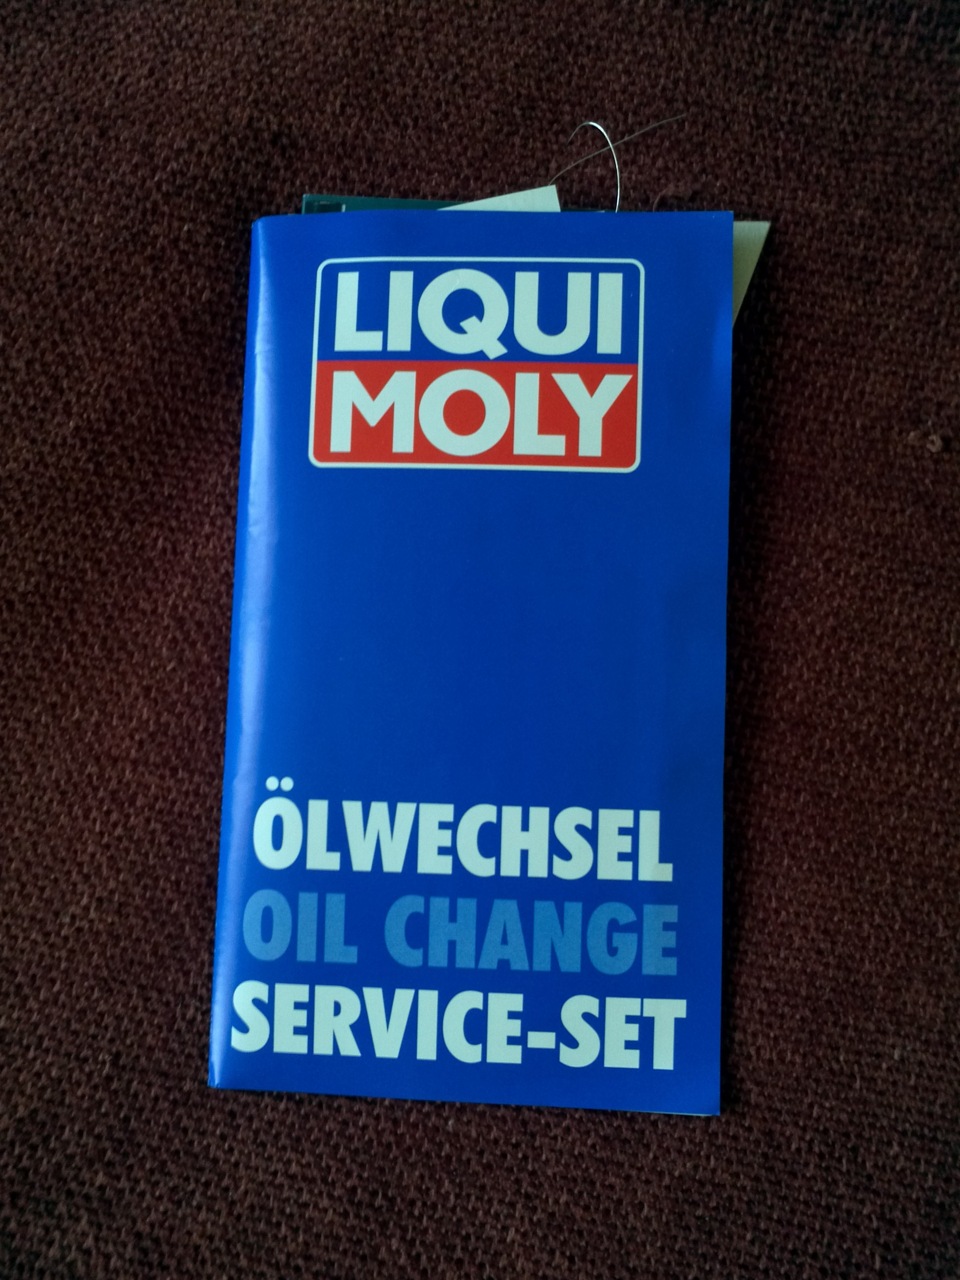 LIQUI
MOLY
ÖLWECHSEL
OIL CHANGE
SERVICE-SET